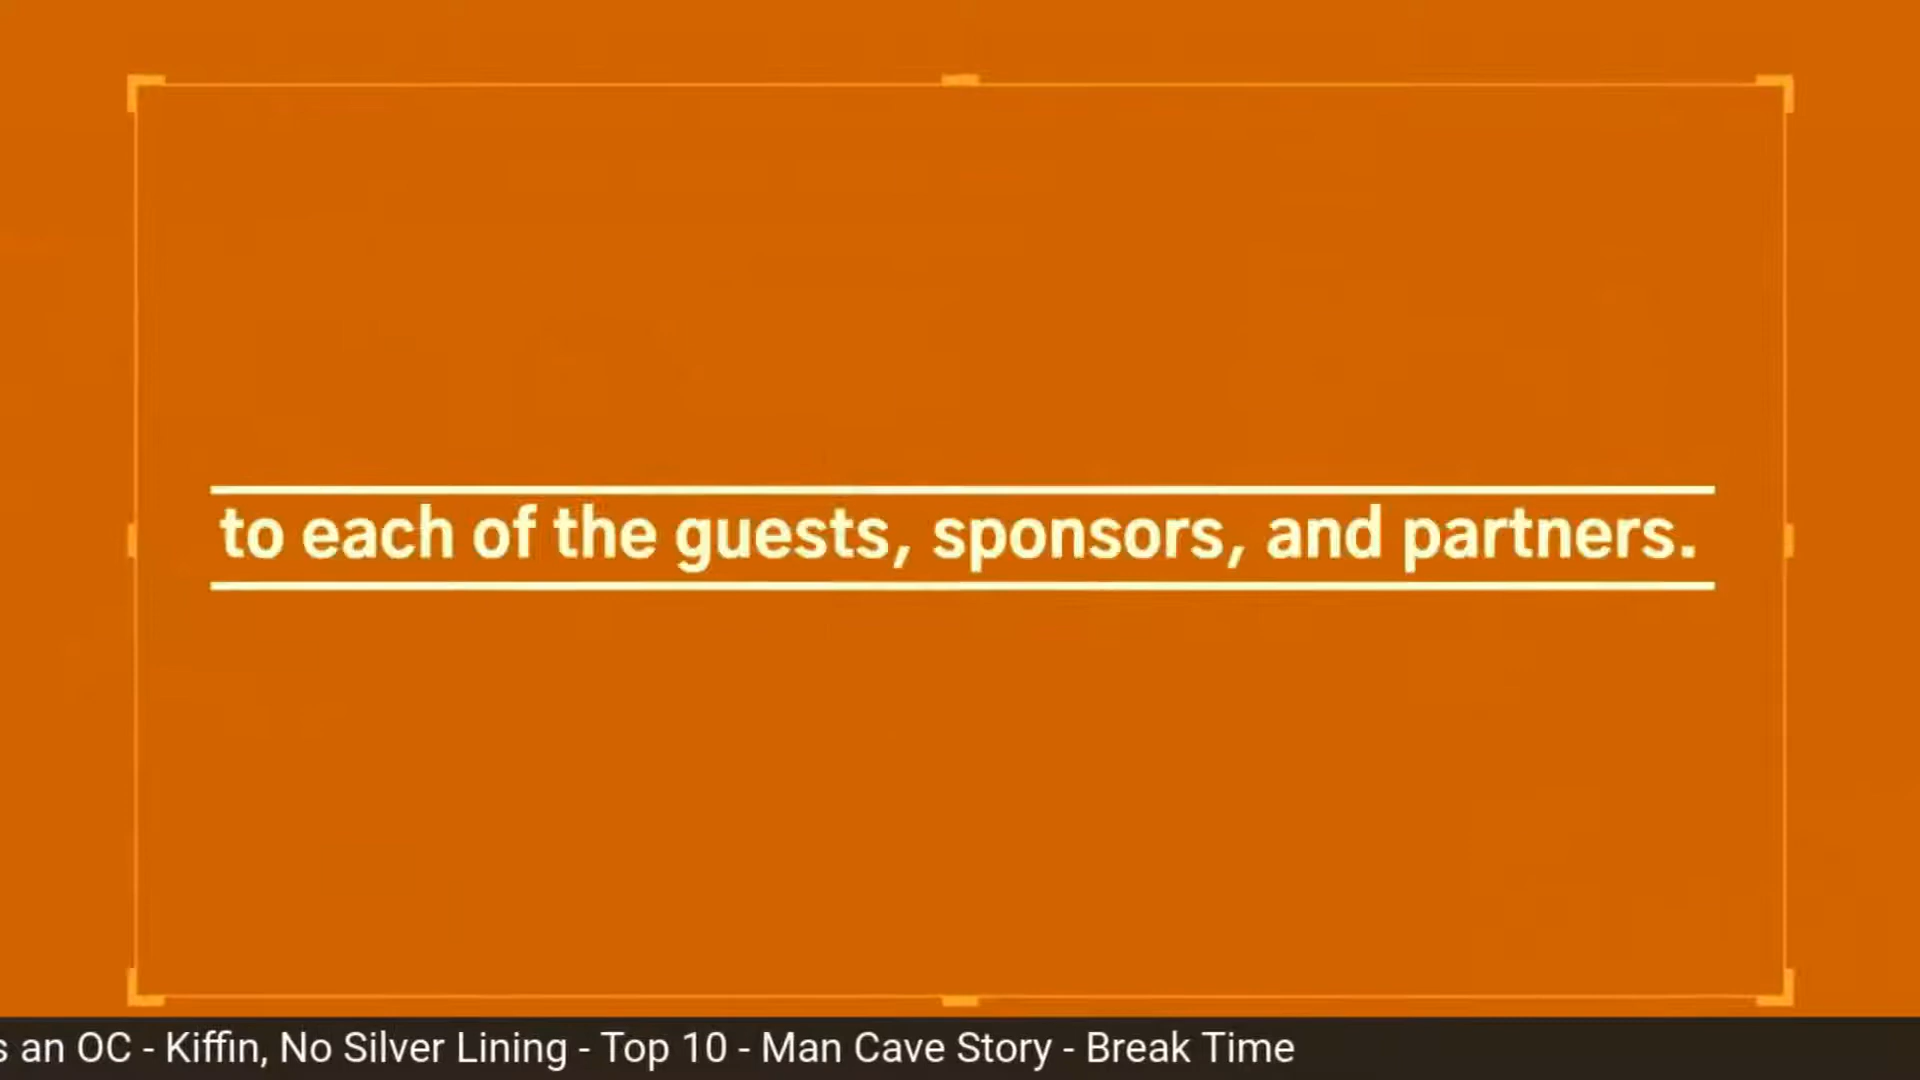 to each of the guests, sponsors, and partners.
s an OC - Kiffin, No Silver Lining - Top 10 - Man Cave Story - Break Time